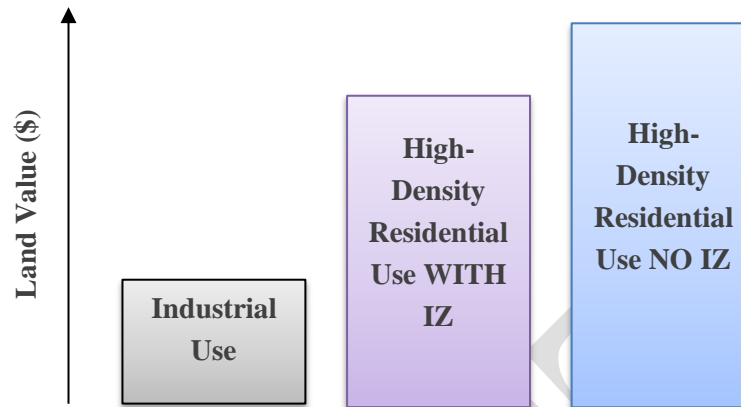 Land Value ($)
Industrial
Use
High-
Density
Residential
Use WITH
IZ
High-
Density
Residential
Use NO IZ